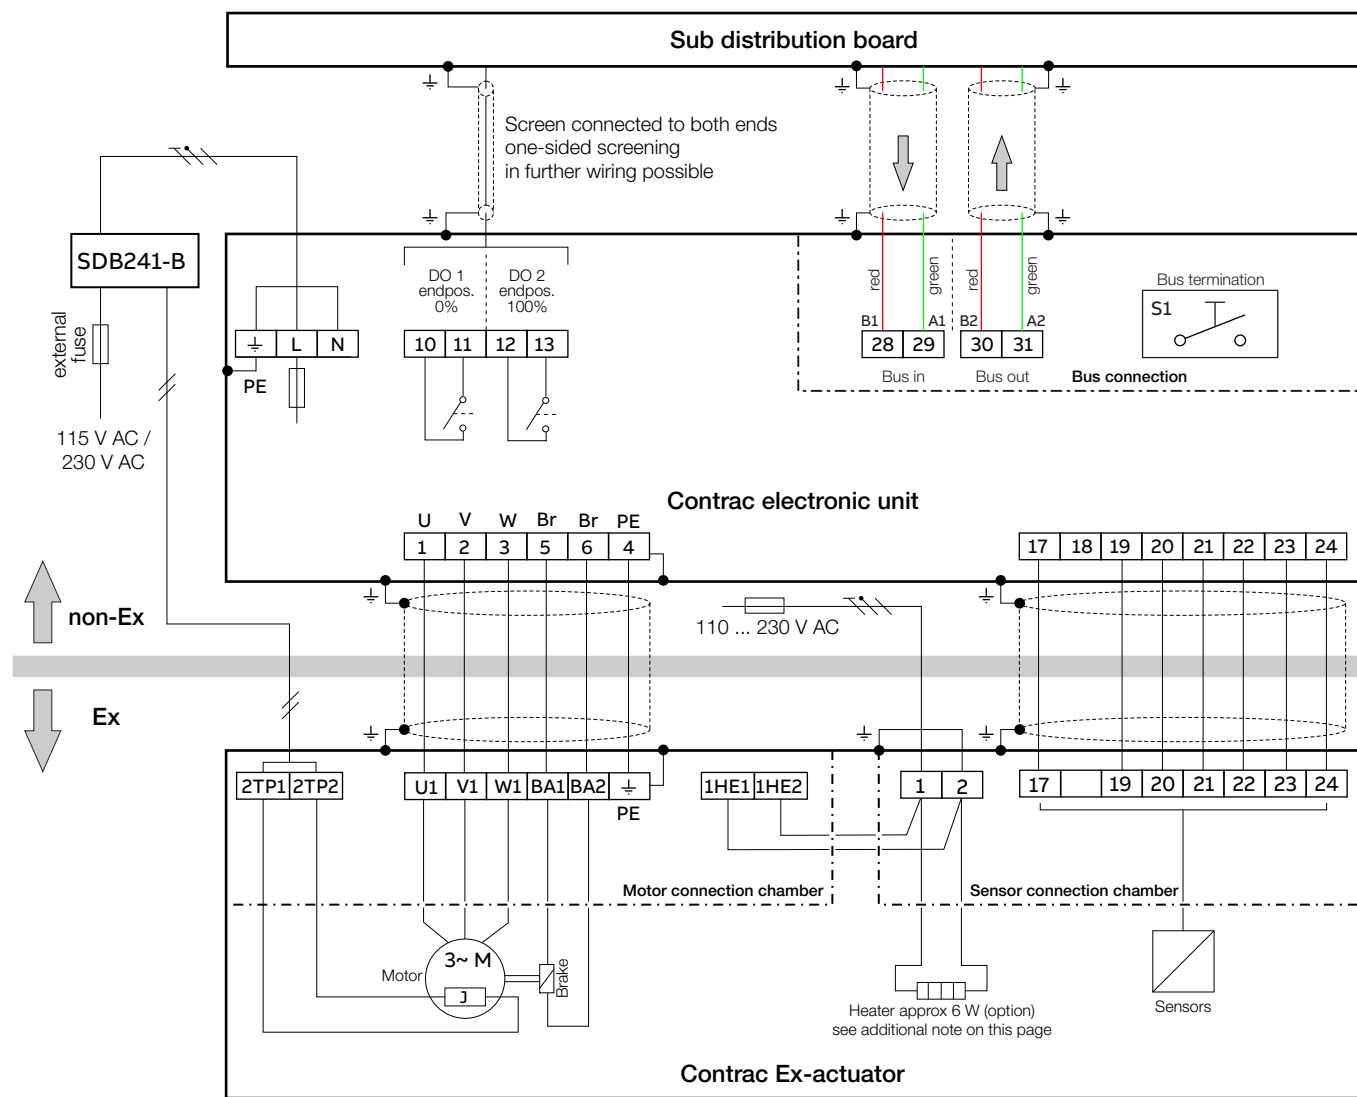 Sub distribution board
Screen connected to both ends
one-sided screening
in further wiring possible
SDB241-B
external
fuse
115 V AC /
230 V AC
L N
PE
DO 1
endpos.
0%
DO 2
endpos.
100%
10 11 12 13
red green red green
B1 A1 B2 A2
28 29 30 31
Bus in Bus out Bus connection
Bus termination
S1
Contrac electronic unit
U V W Br Br PE
1 2 3 5 6 4
17 18 19 20 21 22 23 24
non-Ex
110 ... 230 V AC
Ex
2TP1 2TP2 U1 V1 W1 BA1 BA2 1HE1 1HE2 1 2 17 19 20 21 22 23 24
PE
Motor connection chamber
Sensor connection chamber
3~ M
Motor
J
Brake
Heater approx 6 W (option)
see additional note on this page
Sensors
Contrac Ex-actuator